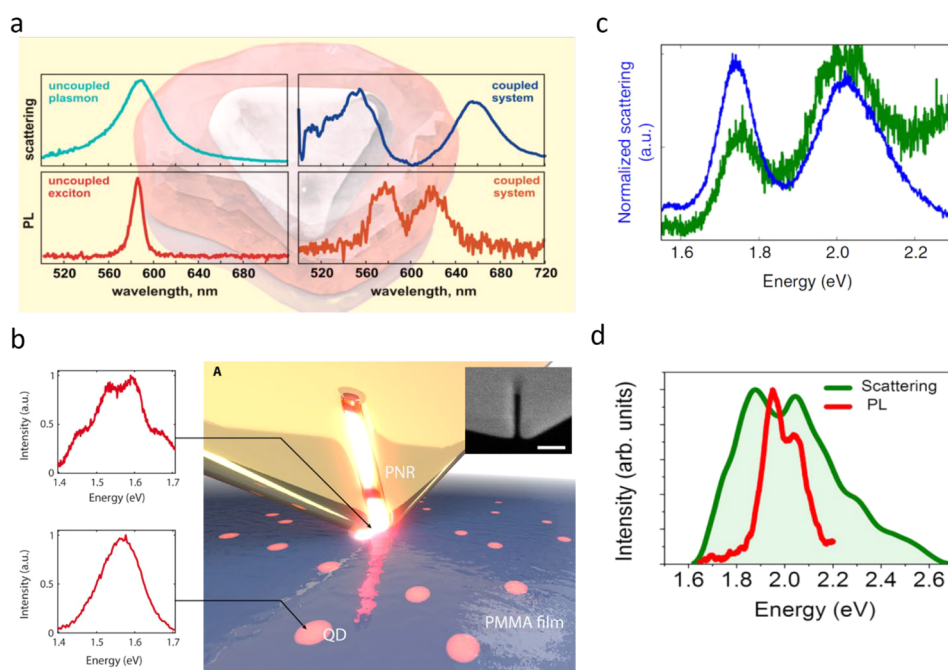 a
scattering
uncoupled
plasmon
coupled
system
PL
uncoupled
exciton
coupled
system
520 560 600 640 680
520 560 600 640 680 720
wavelength, nm
wavelength, nm
b
Intensity (a.u.)
1
0.5
0
1.4 1.5 1.6 1.7
Energy (eV)
Intensity (a.u.)
1
0.5
0
1.4 1.5 1.6 1.7
Energy (eV)
A
PNR
QD
PMMA film
c
Normalized scattering
(a.u.)
1.6 1.8 2.0 2.2
Energy (eV)
d
Intensity (arb. units)
Scattering
PL
1.6 1.8 2.0 2.2 2.4 2.6
Energy (eV)